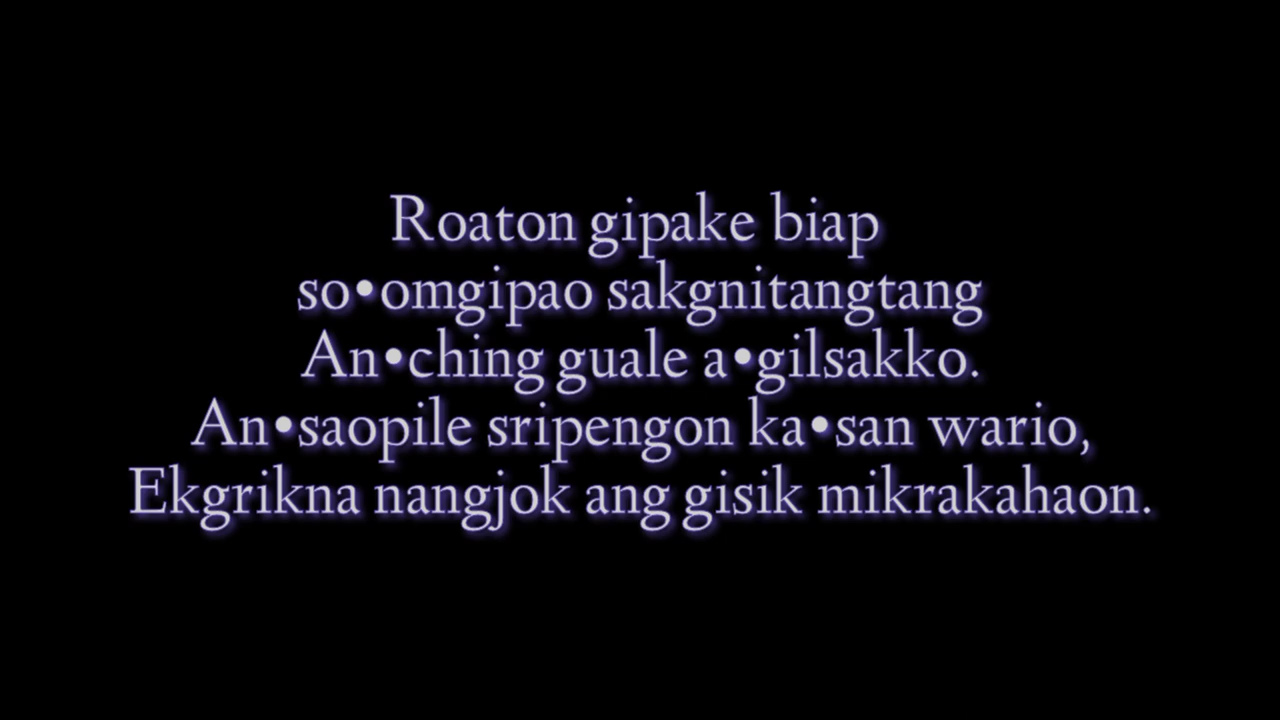 Roaton gipake biap
so•omgipao sakgnitangtang
An•ching guale a•gilsakko.
An•saopile sripengon ka•san wario,
Ekgrikna nangjok ang gisik mikrakahaon.